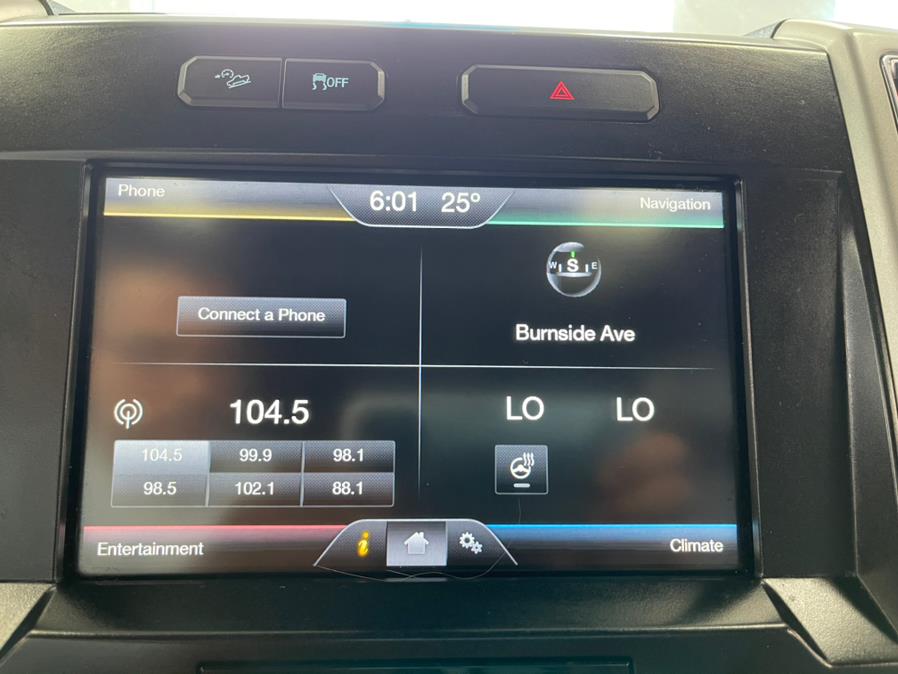 OFF
Phone
6:01 25°
Navigation
W S E
Connect a Phone
Burnside Ave
104.5
104.5 99.9 98.1
98.5 102.1 88.1
LO LO
Entertainment
i
Climate